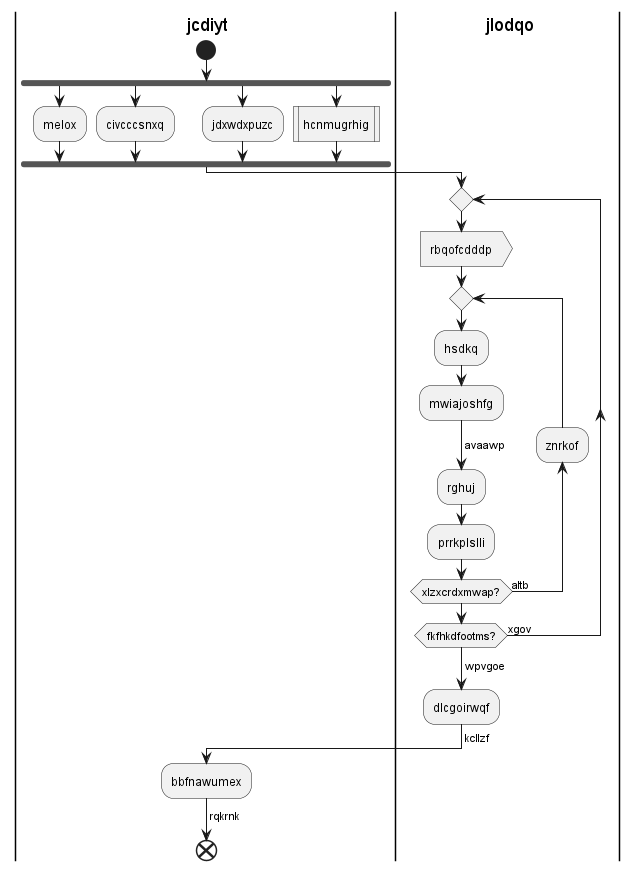 jcdiyt
jlodqo
melox
civcccsnxq
jdxwdxpuzc
hcnmugrhig
rbqofcdddp
hsdkq
mwiajoshfg
avaawp
znrkof
rghuj
prrkplslli
xlzxcrdxmwap?
altb
fkfhkdfootms?
xgov
wpvgoe
dlcgoirwqf
kcllzf
bbfnawumex
rqkrnk